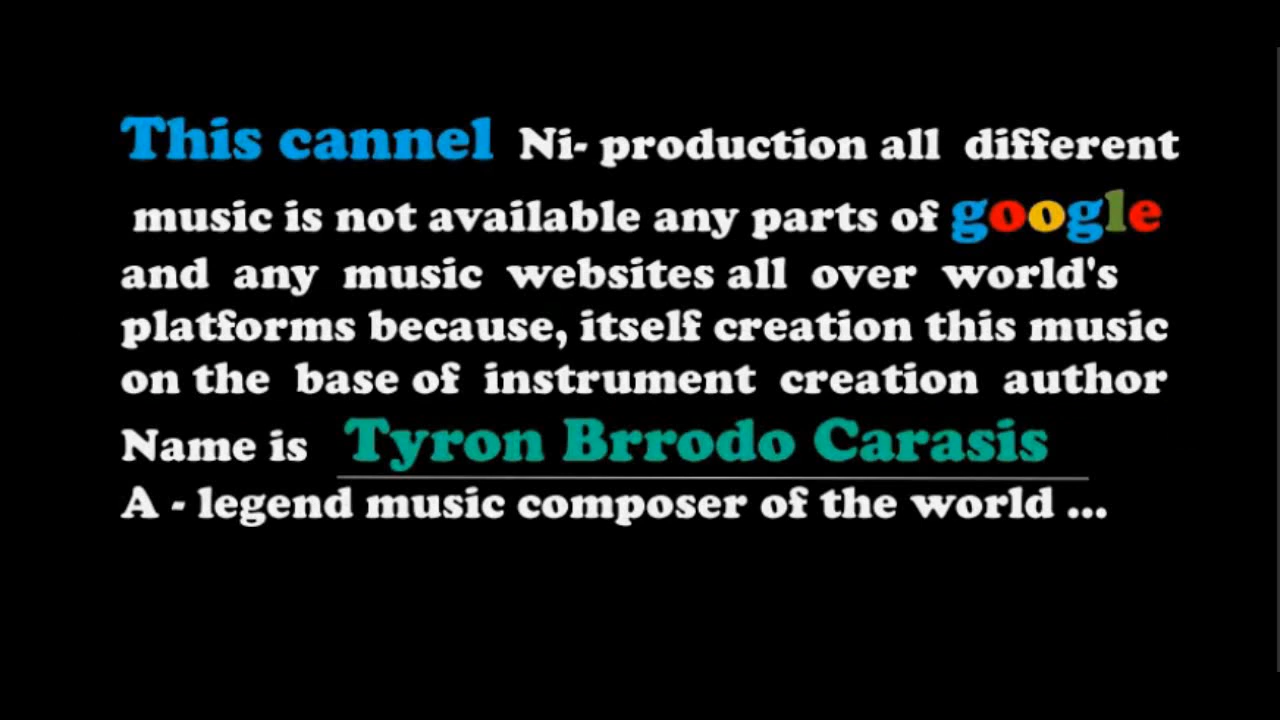 This cannel Ni- production all different
music is not available any parts of google
and any music websites all over world's
platforms because, itself creation this music
on the base of instrument creation author
Name is Tyron Brrodo Carasis
A - legend music composer of the world ...